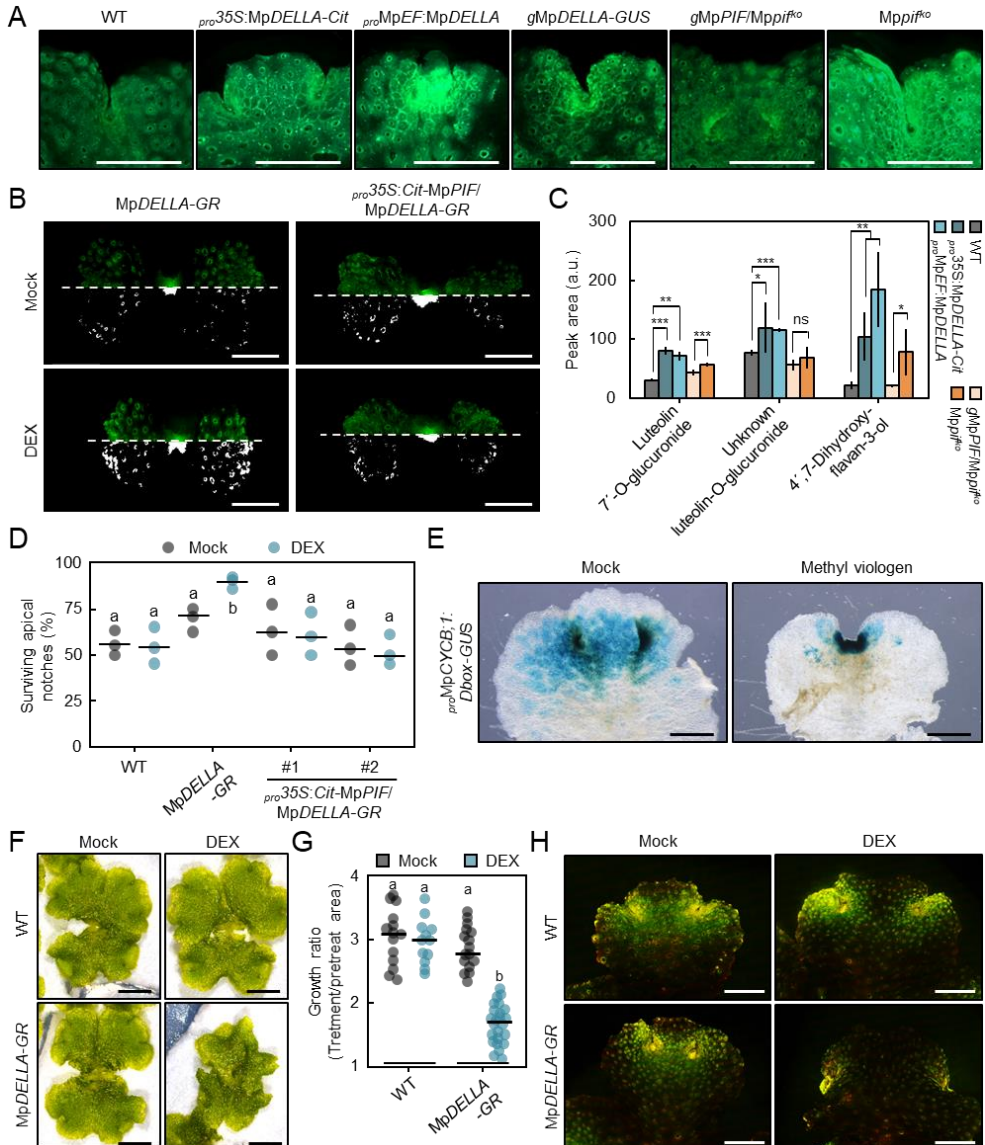 A
WT
pro35S:MpDELLA-Cit
proMpEF:MpDELLA
gMpDELLA-GUS
gMpPIF/Mppifko
Mppifko
B
MpDELLA-GR
pro35S:Cit-MpPIF/
MpDELLA-GR
Mock
DEX
C
300
200
100
0
Peak area (a.u.)
***
**
***
*
***
ns
**
*
Luteolin
7´-O-glucuronide
Unknown
luteolin-O-glucuronide
4´,7-Dihydroxy-
flavan-3-ol
WT
pro35S:MpDELLA-Cit
proMpEF:MpDELLA
gMpPIF/Mppifko
Mppifko
D
Mock
DEX
100
75
50
25
0
Surviving apical
notches (%)
a
a
a
b
a
a
a
a
WT
MpDELLA
-GR
#1
#2
pro35S:Cit-MpPIF/
MpDELLA-GR
E
Mock
Methyl viologen
proMpCYCB;1:
Dbox-GUS
F
Mock
DEX
WT
MpDELLA-GR
G
Mock
DEX
a
a
a
b
4
3
2
1
Growth ratio
(Tretment/pretreat area)
WT
MpDELLA
-GR
H
Mock
DEX
WT
MpDELLA-GR